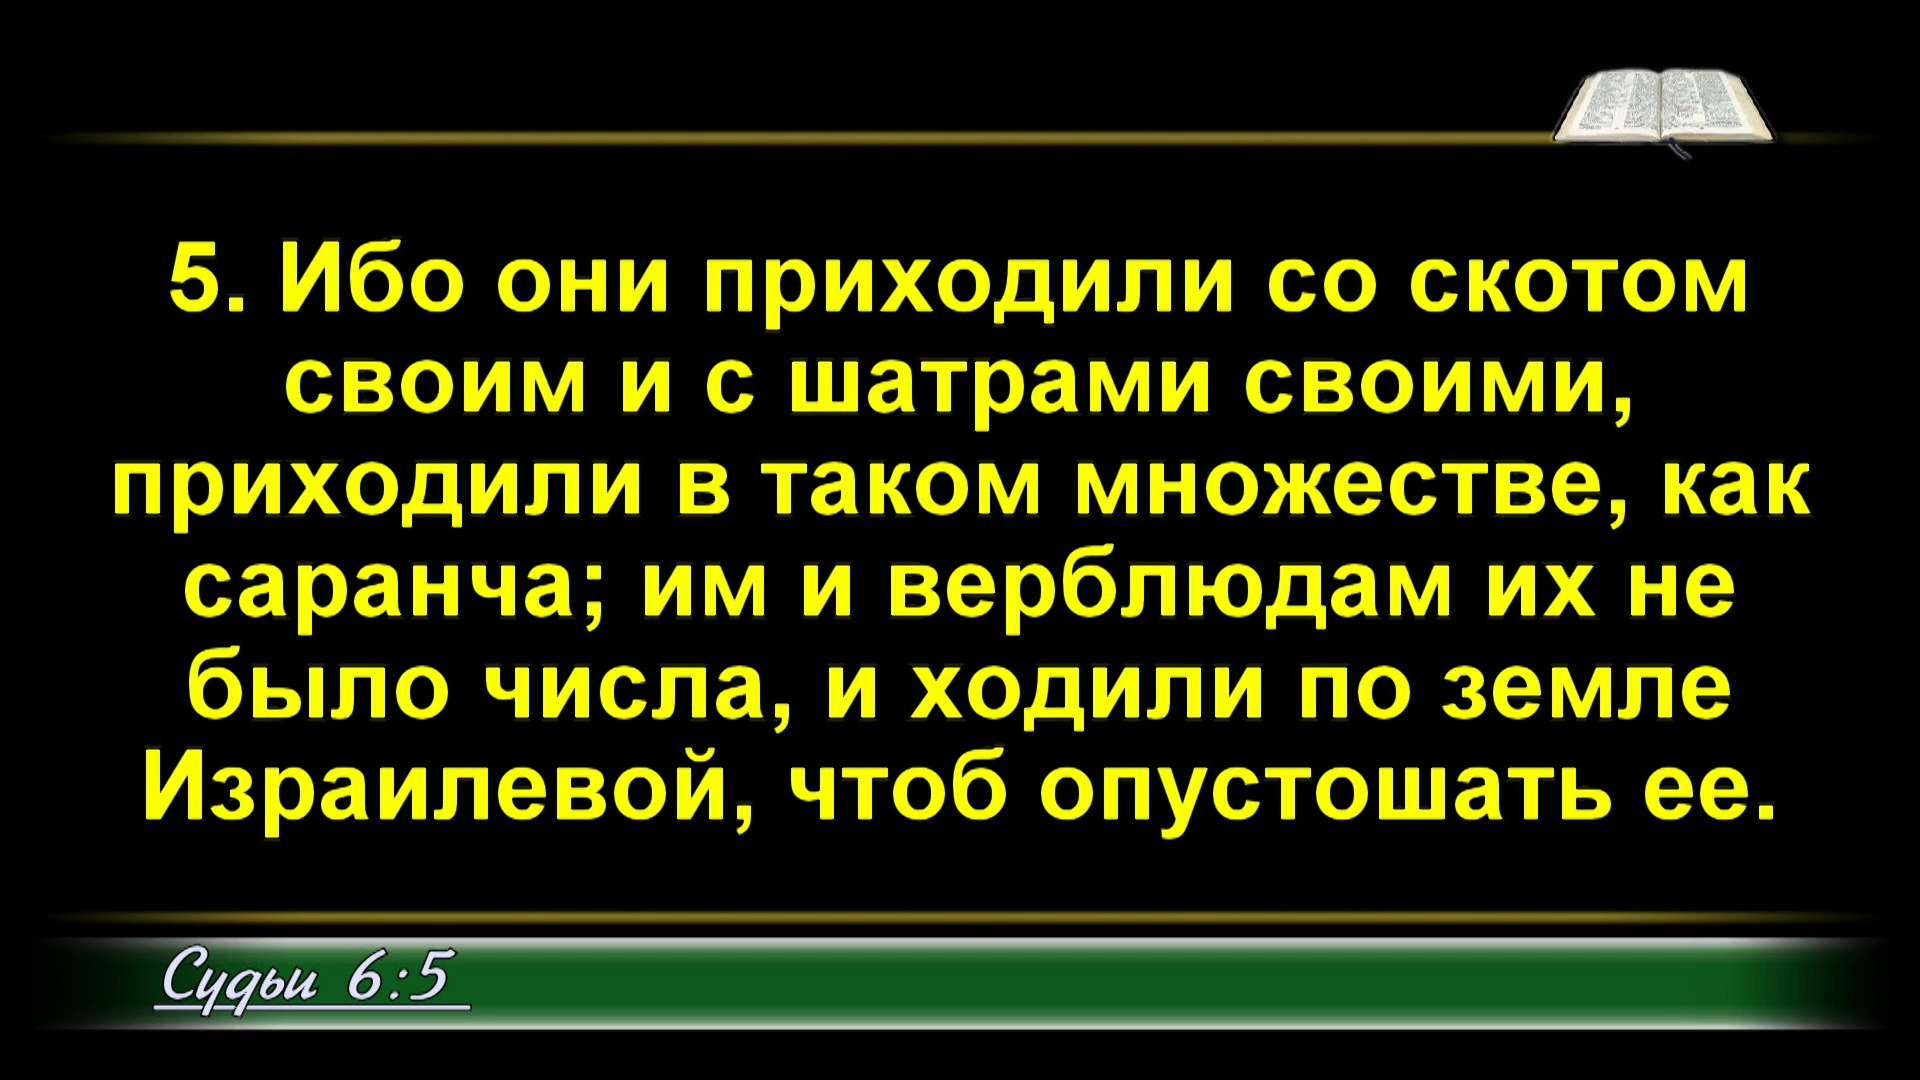 5. Ибо они приходили со скотом
своим и с шатрами своими,
приходили в таком множестве, как
саранча; им и верблюдам их не
было числа, и ходили по земле
Израилевой, чтоб опустошать ее.
Судьи 6:5